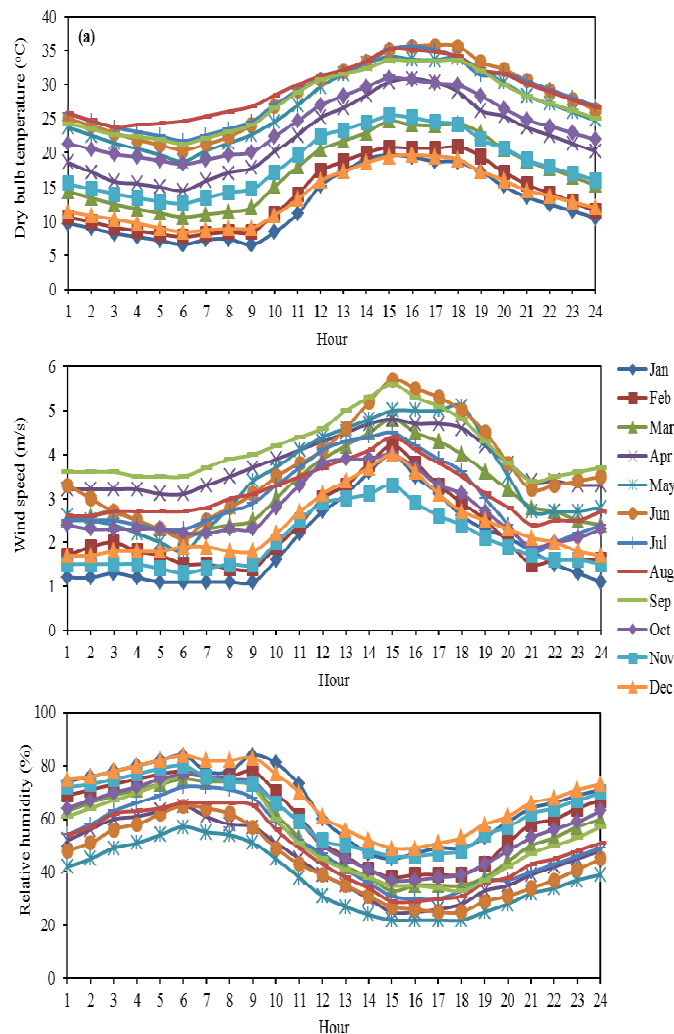 (a)
Dry bulb temperature (°C)
40
35
30
25
20
15
10
5
0
1 2 3 4 5 6 7 8 9 10 11 12 13 14 15 16 17 18 19 20 21 22 23 24
Hour
Wind speed (m/s)
6
5
4
3
2
1
0
1 2 3 4 5 6 7 8 9 10 11 12 13 14 15 16 17 18 19 20 21 22 23 24
Hour
Jan
Feb
Mar
Apr
May
Jun
Jul
Aug
Sep
Oct
Nov
Dec
Relative humidity (%)
100
80
60
40
20
0
1 2 3 4 5 6 7 8 9 10 11 12 13 14 15 16 17 18 19 20 21 22 23 24
Hour